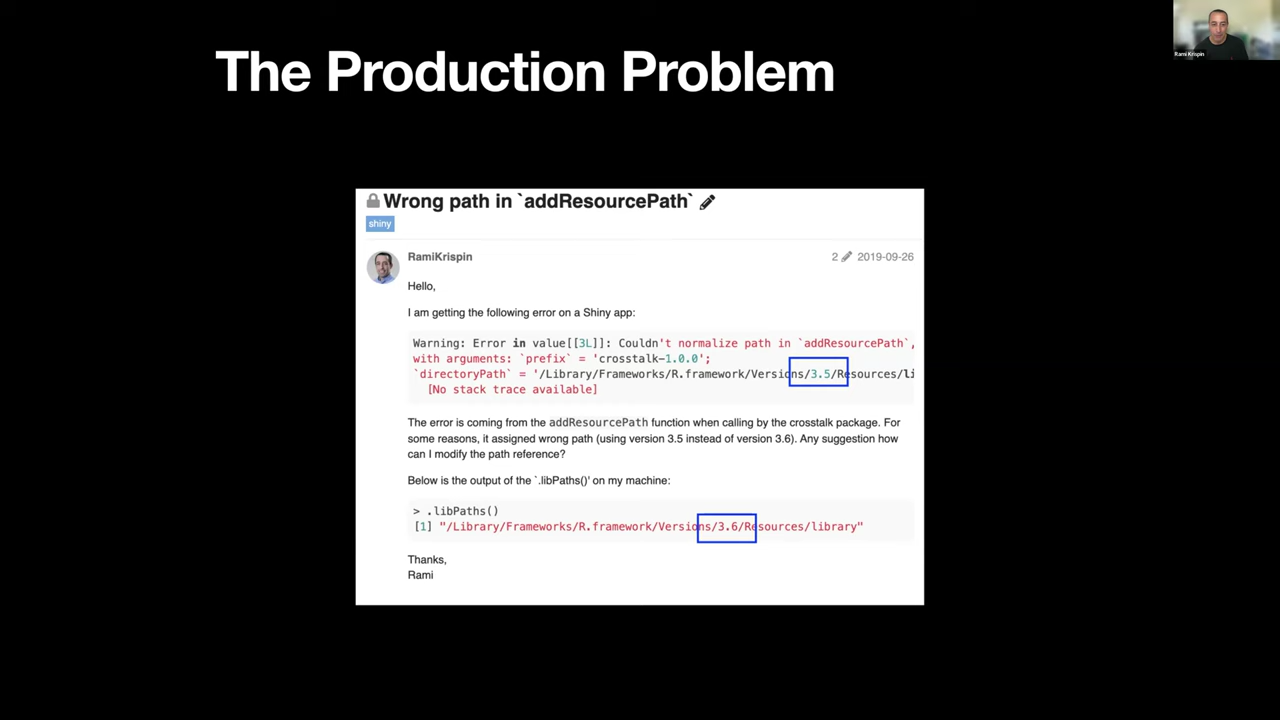 The Production Problem
Rami Krispin
Wrong path in `addResourcePath`
shiny
RamiKrispin
2 2019-09-26
Hello,
I am getting the following error on a Shiny app:
Warning: Error in value[[3L]]: Couldn't normalize path in `addResourcePath`,
with arguments: `prefix` = 'crosstalk-1.0.0';
`directoryPath` = '/Library/Frameworks/R.framework/Versions/3.5/Resources/li
[No stack trace available]
The error is coming from the addResourcePath function when calling by the crosstalk package. For
some reasons, it assigned wrong path (using version 3.5 instead of version 3.6). Any suggestion how
can I modify the path reference?
Below is the output of the `.libPaths()' on my machine:
> .libPaths()
[1] "/Library/Frameworks/R.framework/Versions/3.6/Resources/library"
Thanks,
Rami